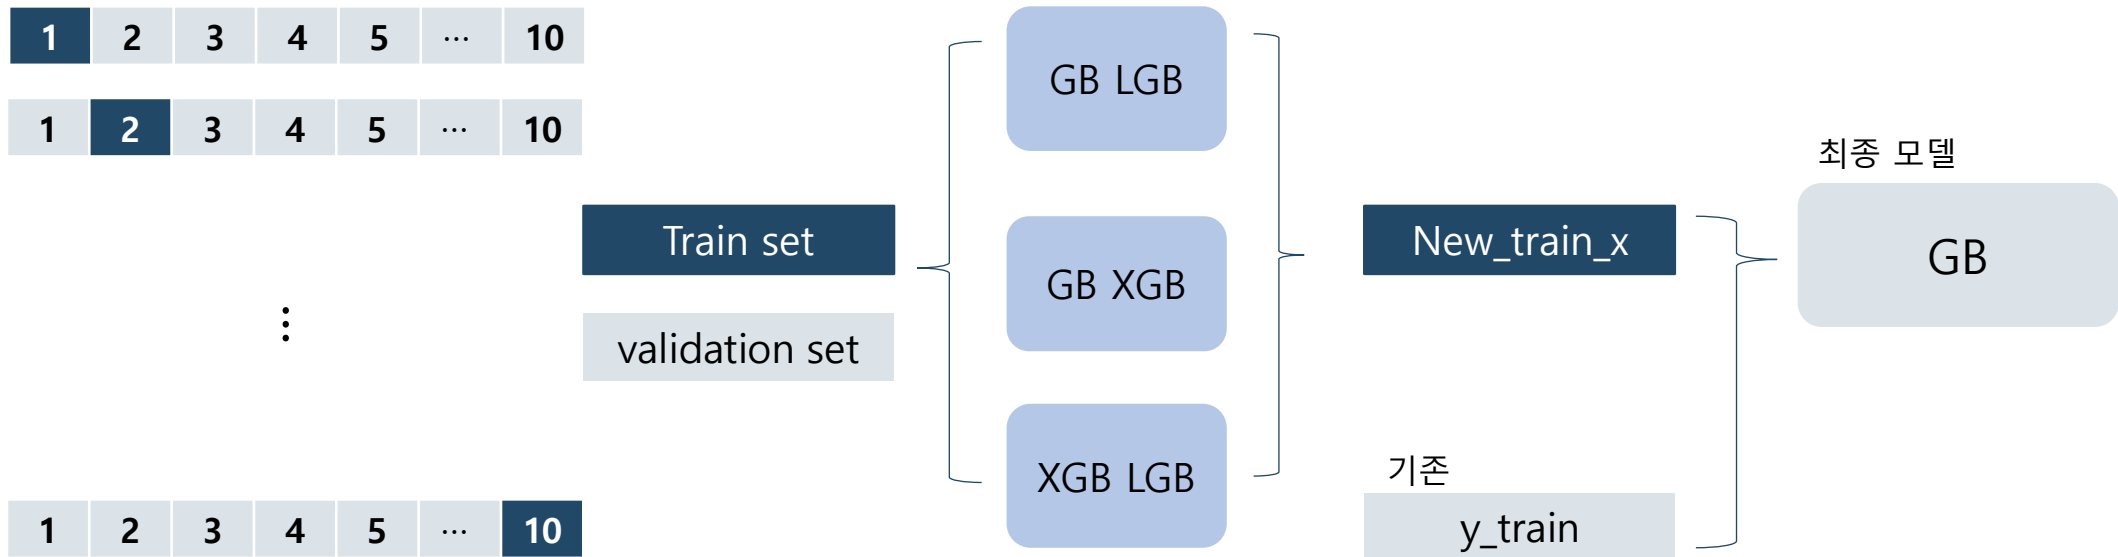 1 2 3 4 5 ··· 10
1 2 3 4 5 ··· 10
⋮
1 2 3 4 5 ··· 10
Train set
validation set
GB LGB
GB XGB
XGB LGB
New_train_x
기존
y_train
최종 모델
GB